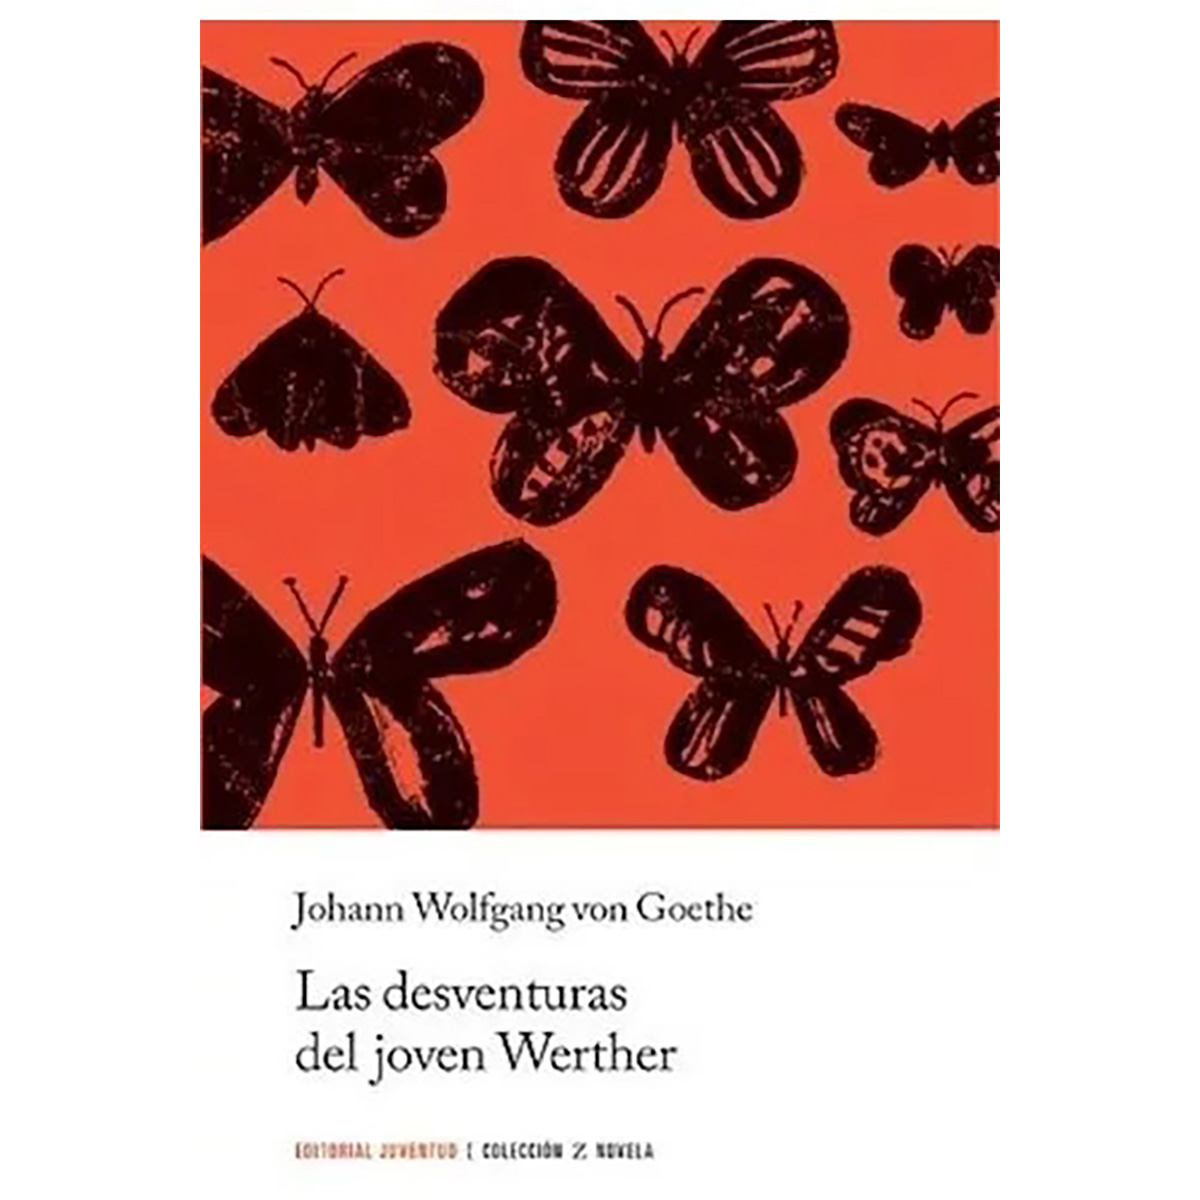 Johann Wolfgang von Goethe
Las desventuras
del joven Werther
EDITORIAL JUVENTUD [ COLECCIÓN Z NOVELA